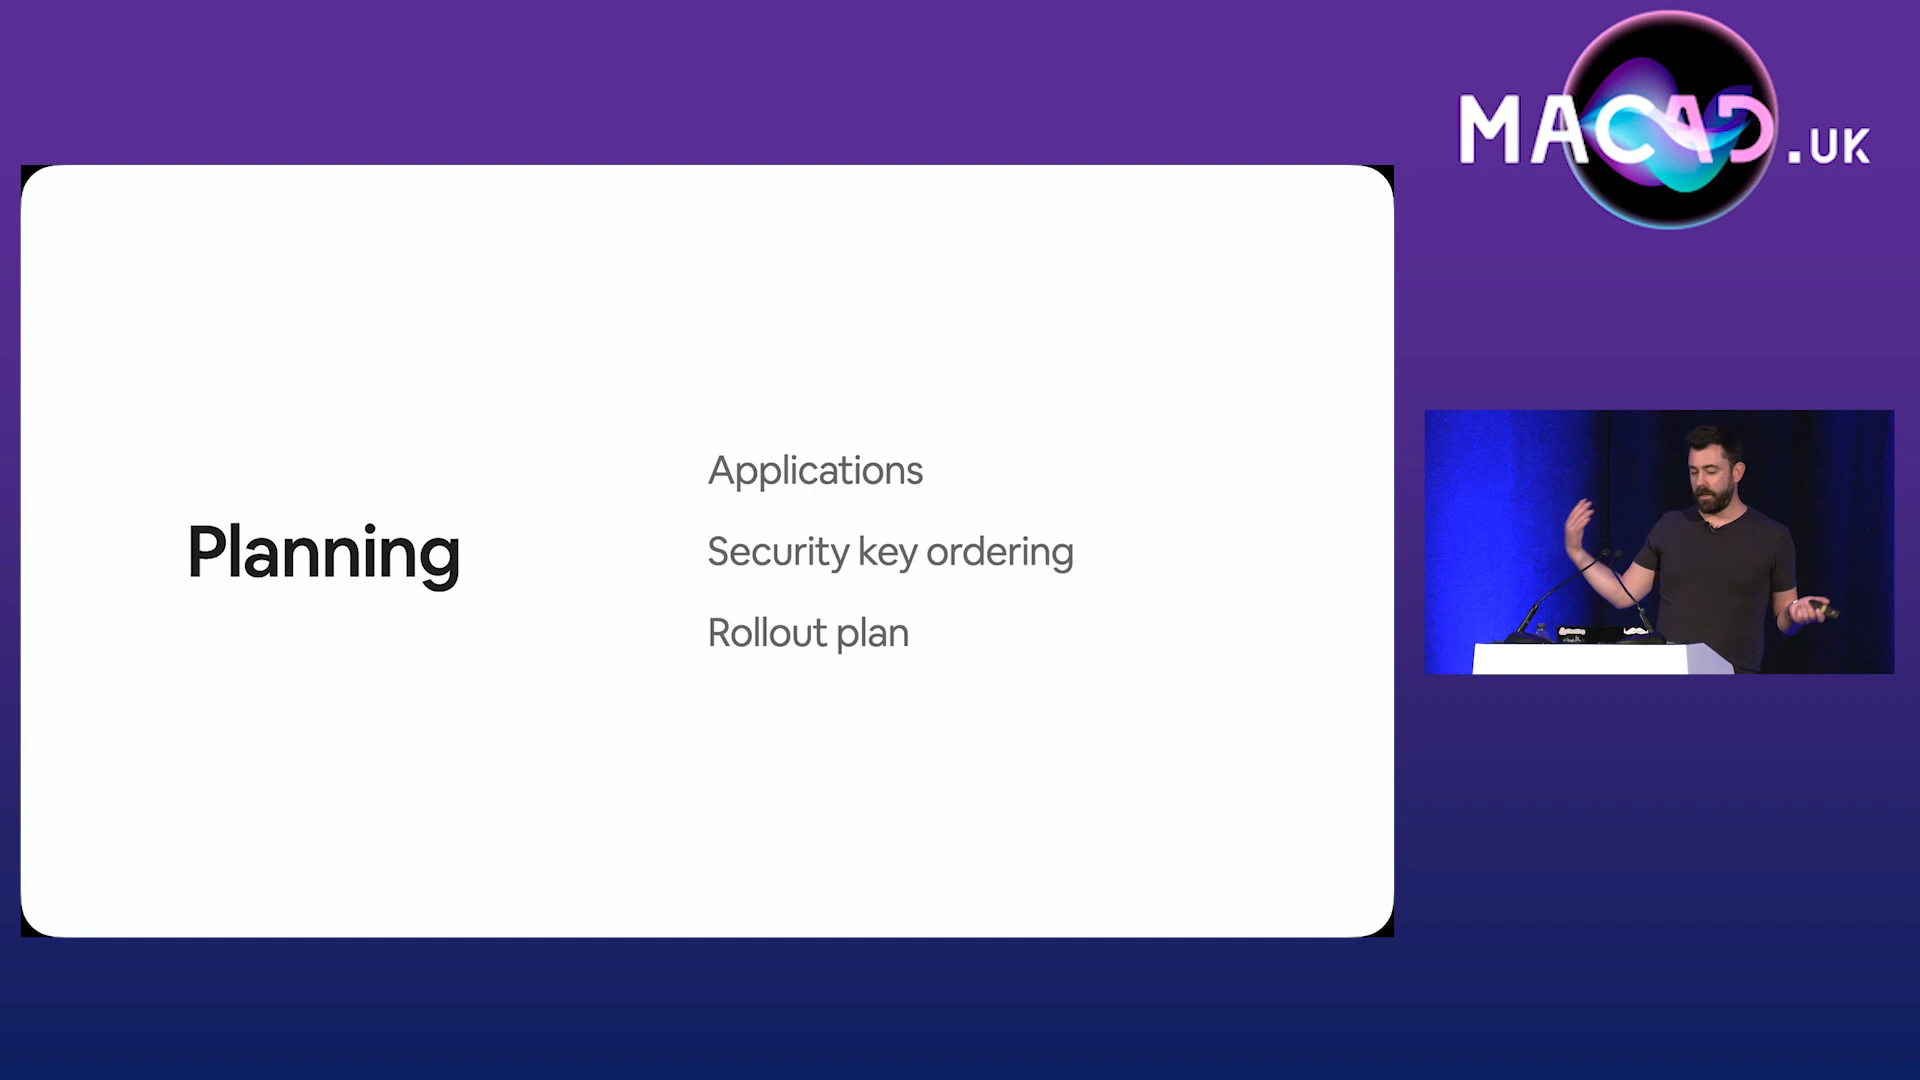 MACAD.UK
Planning
Applications
Security key ordering
Rollout plan